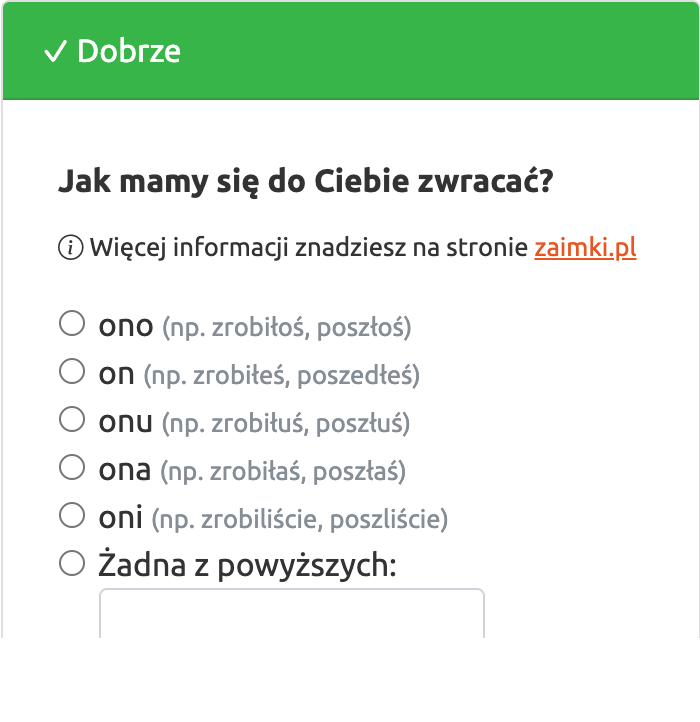 ✓ Dobrze
Jak mamy się do Ciebie zwracać?
Więcej informacji znadziesz na stronie zaimki.pl
ono (np. zrobiłoś, poszłoś)
on (np. zrobiłeś, poszedłeś)
onu (np. zrobiłuś, poszłuś)
ona (np. zrobiłaś, poszłaś)
oni (np. zrobiliście, poszliście)
Żadna z powyższych: